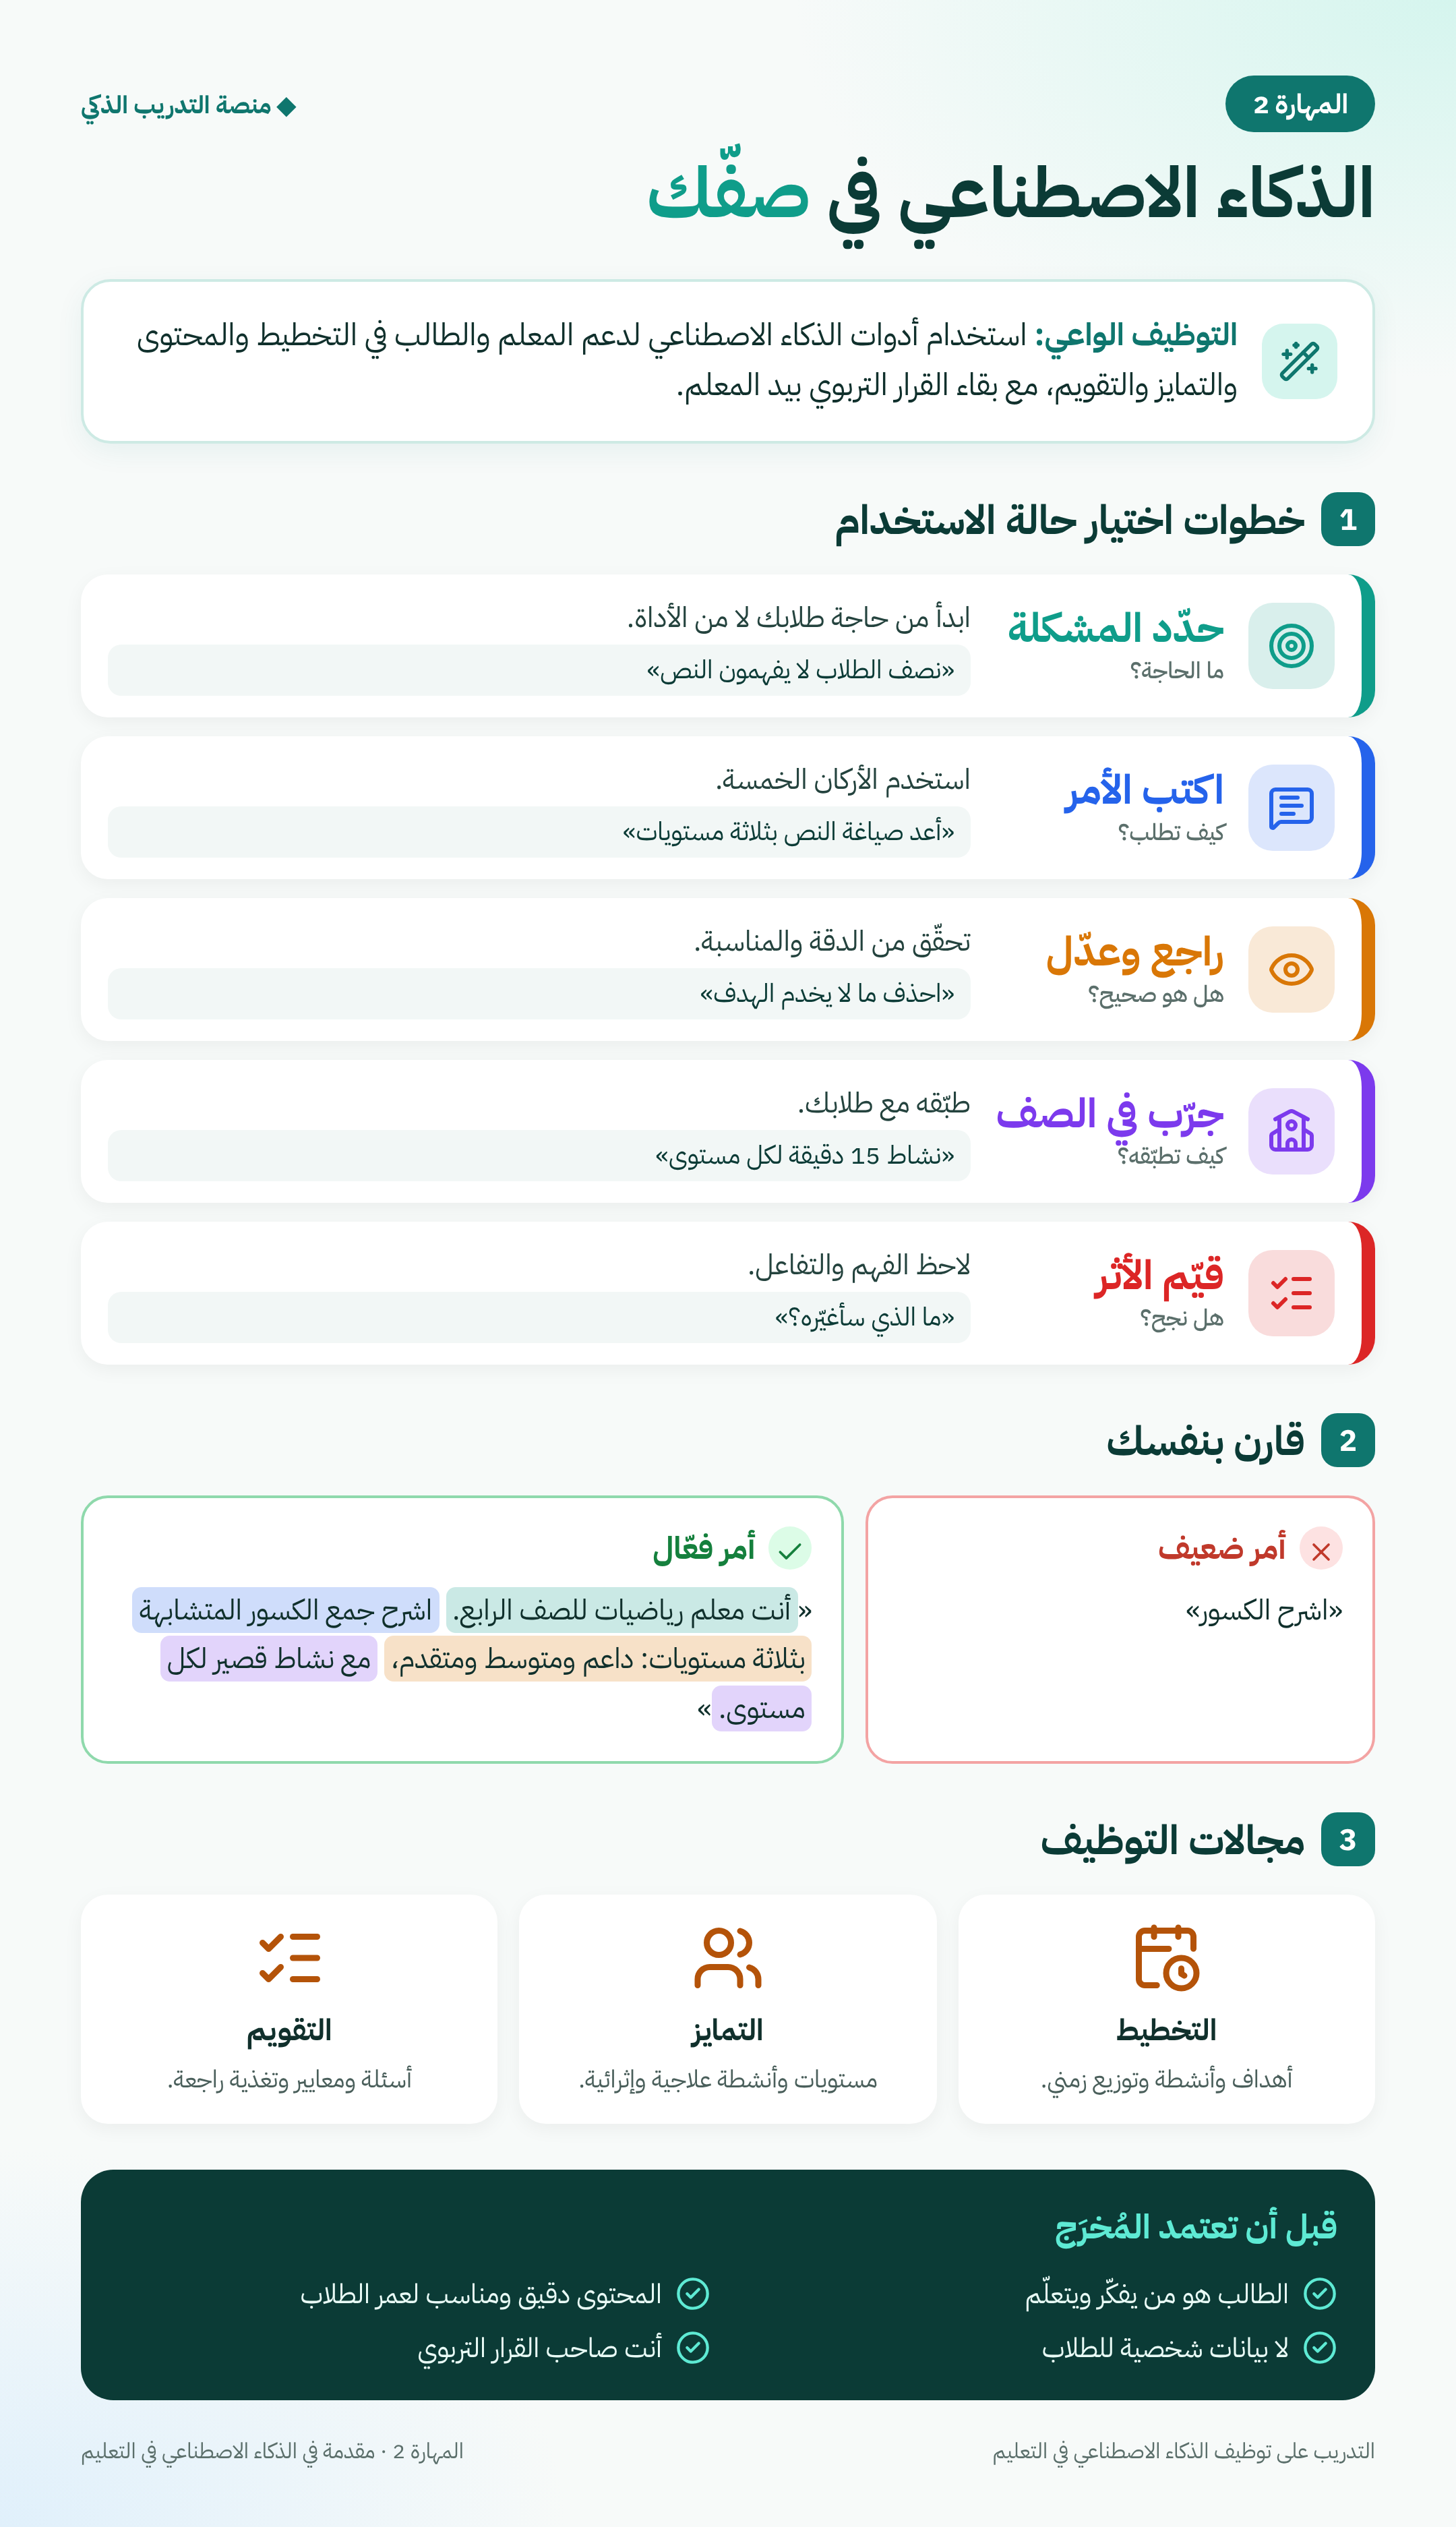 المهارة 2
◆ منصة التدريب الذكي
الذكاء الاصطناعي في صفّك
التوظيف الواعي: استخدام أدوات الذكاء الاصطناعي لدعم المعلم والطالب في التخطيط والمحتوى
والتمايز والتقويم، مع بقاء القرار التربوي بيد المعلم.
1 خطوات اختيار حالة الاستخدام
حدّد المشكلة
ما الحاجة؟
ابدأ من حاجة طلابك لا من الأداة.
«نصف الطلاب لا يفهمون النص»
اكتب الأمر
كيف تطلب؟
استخدم الأركان الخمسة.
«أعد صياغة النص بثلاثة مستويات»
راجع وعدّل
هل هو صحيح؟
تحقّق من الدقة والمناسبة.
«احذف ما لا يخدم الهدف»
جرّب في الصف
كيف تطبّقه؟
طبّقه مع طلابك.
«نشاط 15 دقيقة لكل مستوى»
قيّم الأثر
هل نجح؟
لاحظ الفهم والتفاعل.
«ما الذي سأغيّره؟»
2 قارن بنفسك
أمر ضعيف
«اشرح الكسور»
أمر فعّال
«أنت معلم رياضيات للصف الرابع. اشرح جمع الكسور المتشابهة
بثلاثة مستويات: داعم ومتوسط ومتقدم، مع نشاط قصير لكل
مستوى.»
3 مجالات التوظيف
التخطيط
أهداف وأنشطة وتوزيع زمني.
التمايز
مستويات وأنشطة علاجية وإثرائية.
التقويم
أسئلة ومعايير وتغذية راجعة.
قبل أن تعتمد المُخرَج
الطالب هو من يفكّر ويتعلّم
المحتوى دقيق ومناسب لعمر الطلاب
لا بيانات شخصية للطلاب
أنت صاحب القرار التربوي
التدريب على توظيف الذكاء الاصطناعي في التعليم
المهارة 2 · مقدمة في الذكاء الاصطناعي في التعليم